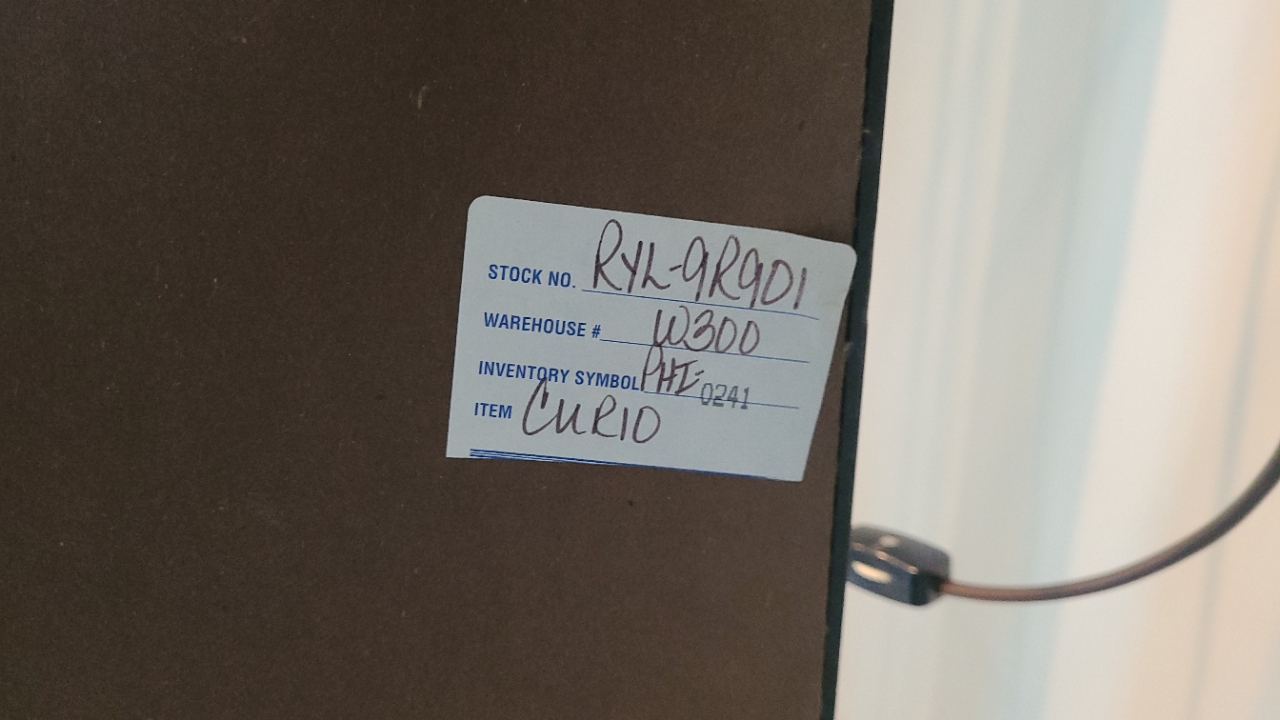 STOCK NO. RYL-9R901
WAREHOUSE # W300
INVENTORY SYMBOL PHI-0241
ITEM CURIO